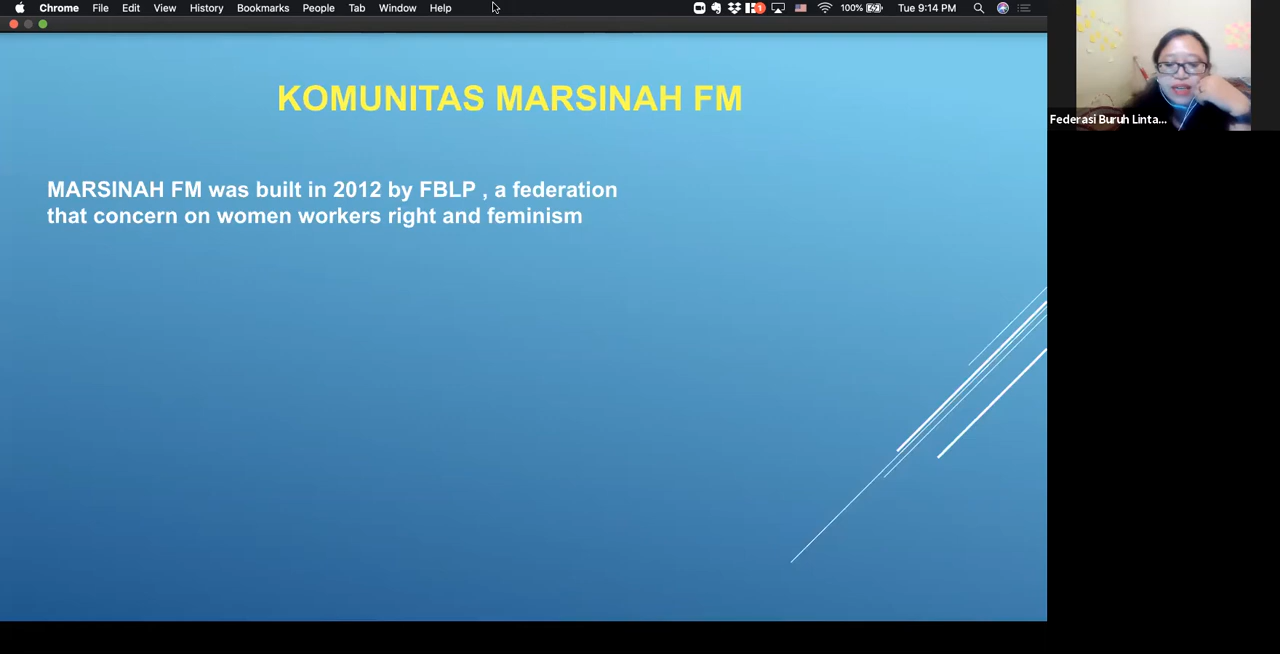 Chrome File Edit View History Bookmarks People Tab Window Help 1 100% Tue 9:14 PM
KOMUNITAS MARSINAH FM
MARSINAH FM was built in 2012 by FBLP , a federation
that concern on women workers right and feminism
Federasi Buruh Linta...